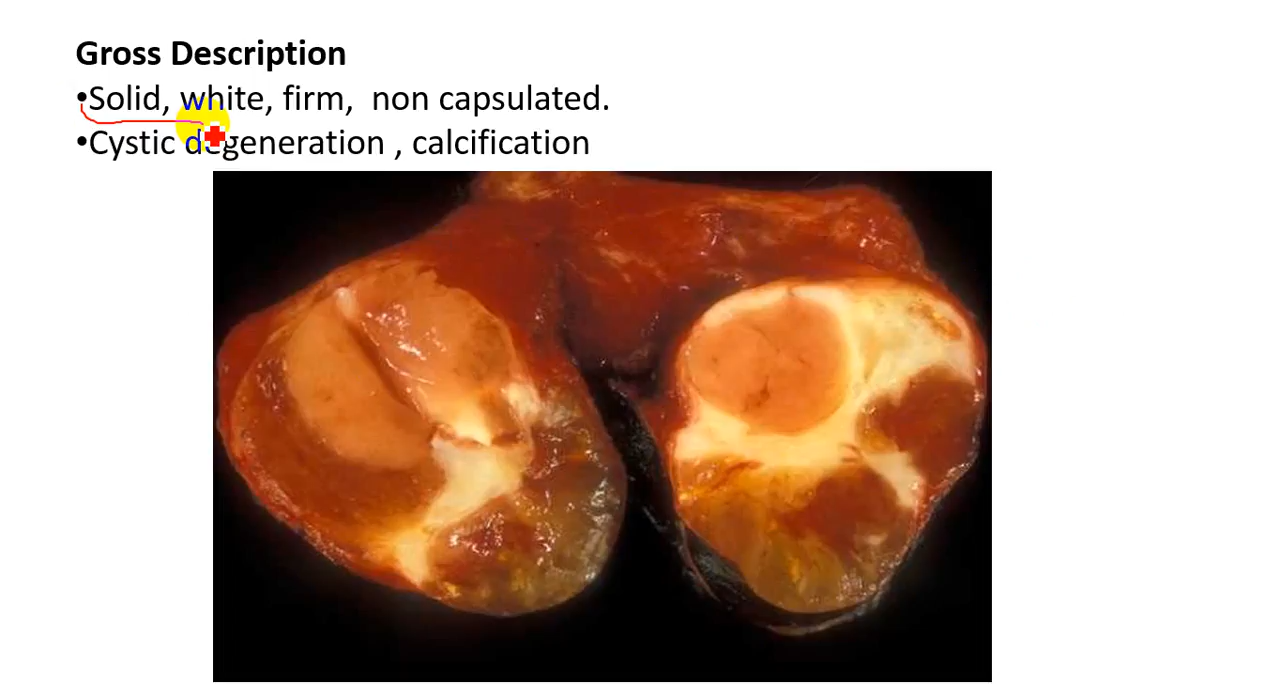 Gross Description
•Solid, white, firm, non capsulated.
•Cystic degeneration , calcification